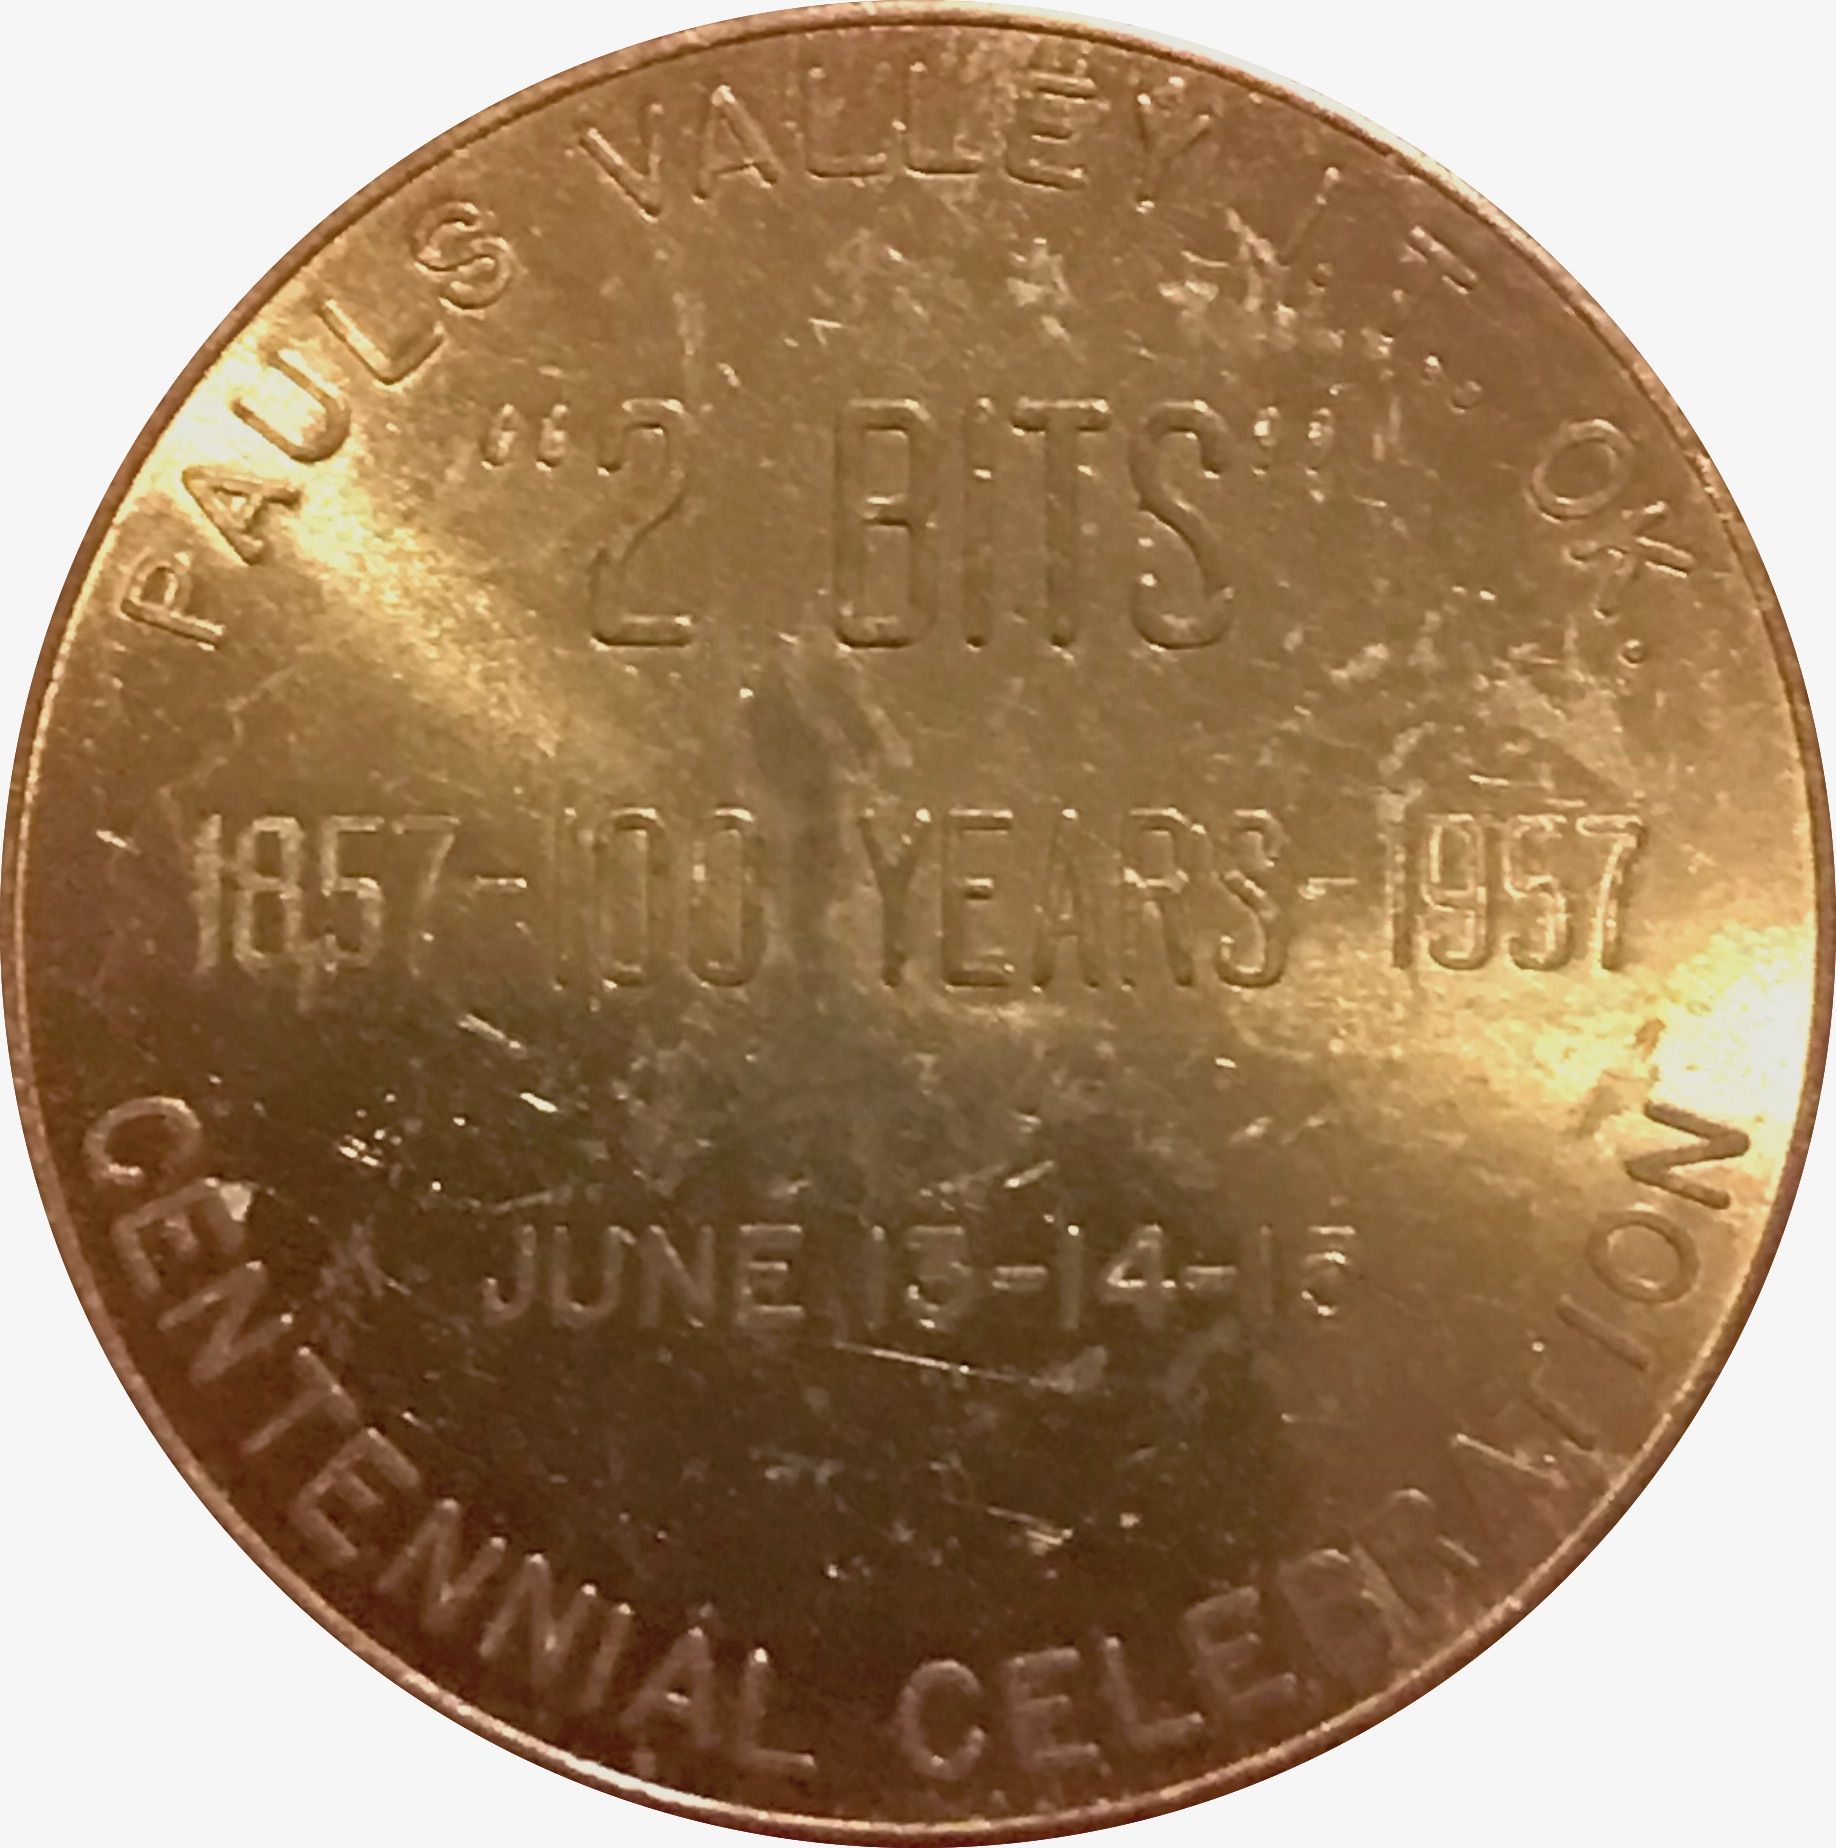 PAULS VALLEY I.T. OK.
"2 BITS"
1857-100 YEARS-1957
JUNE 13-14-15
CENTENNIAL CELEBRATION